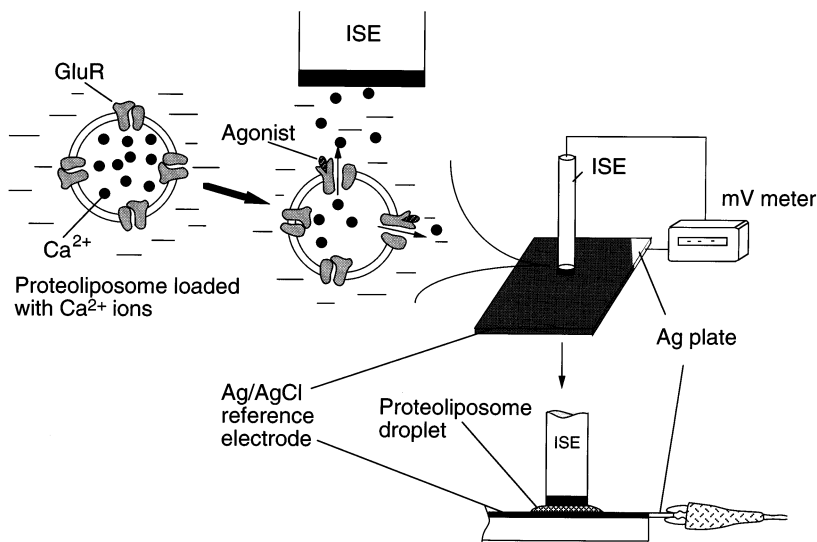 ISE
GluR
Agonist
Ca2+
Proteoliposome loaded
with Ca2+ ions
ISE
mV meter
Ag plate
Ag/AgCl
reference
electrode
Proteoliposome
droplet
ISE